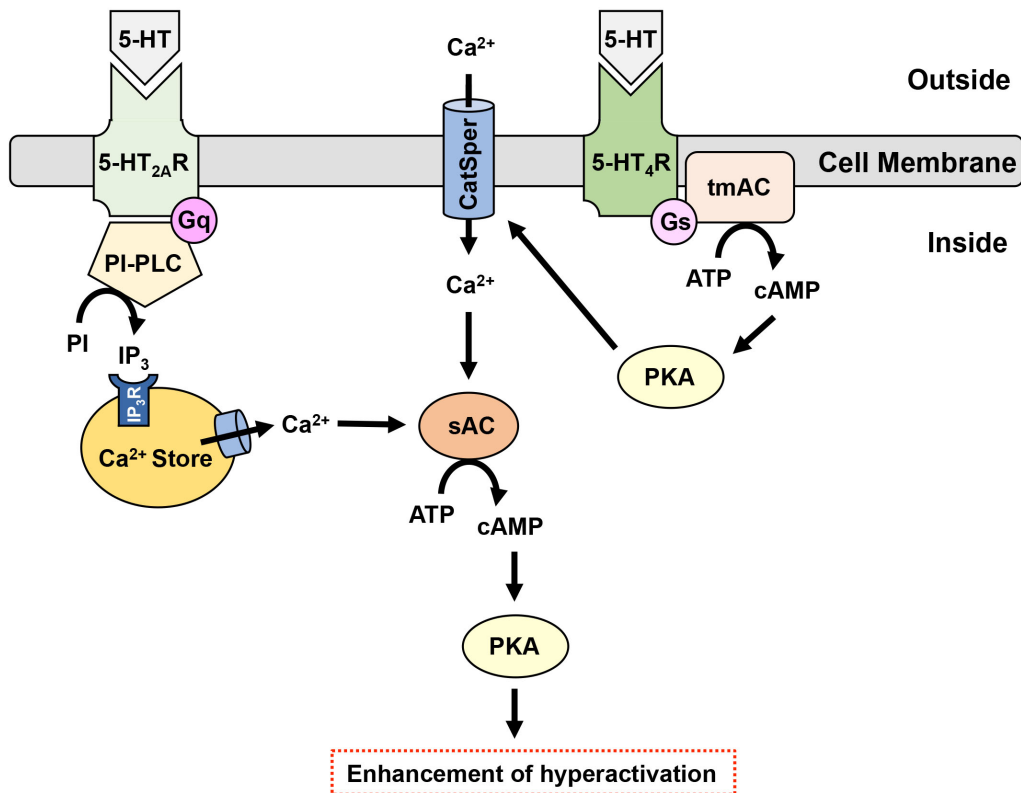 5-HT
5-HT
Ca²⁺
Outside
CatSper
5-HT₂ₐR
5-HT₄R
Cell Membrane
tmAC
Gq
Gs
Inside
PI-PLC
ATP
cAMP
Ca²⁺
PI
IP₃
PKA
IP₃R
Ca²⁺ Store
Ca²⁺
sAC
ATP
cAMP
PKA
Enhancement of hyperactivation